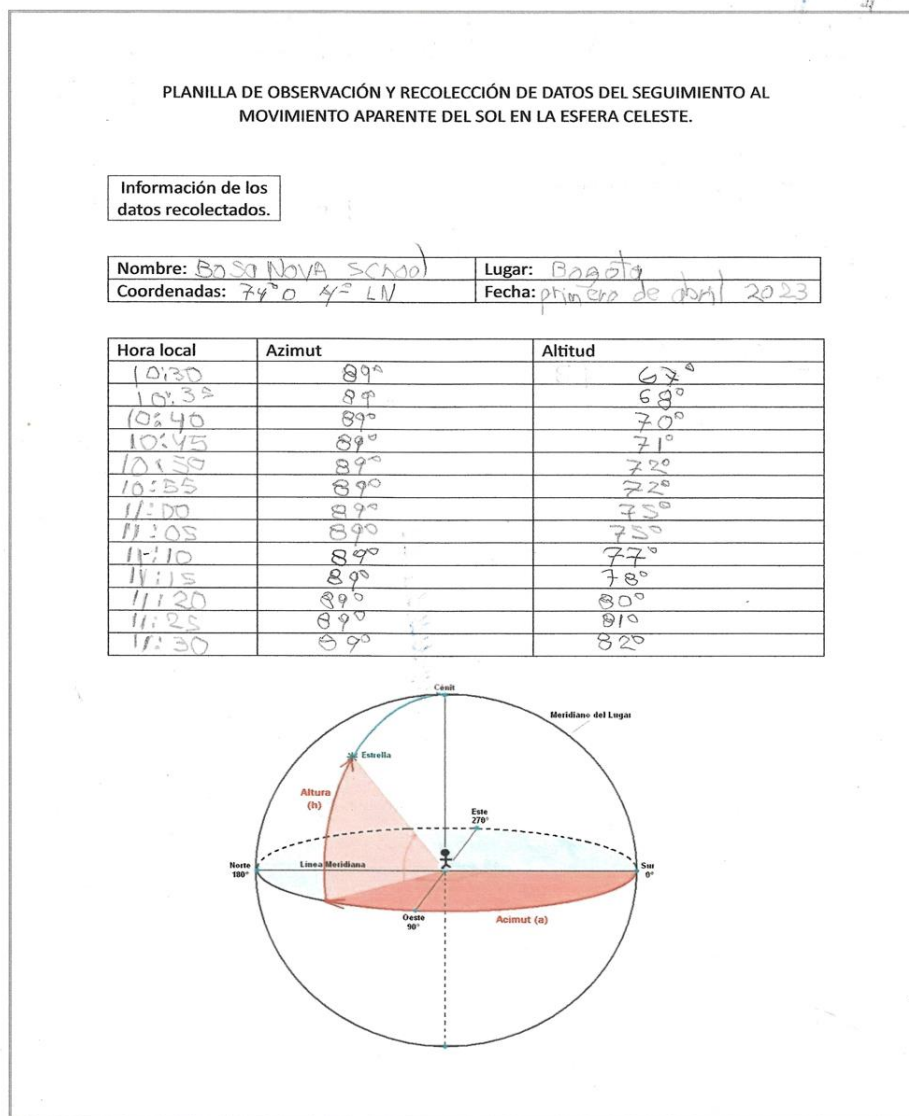 PLANILLA DE OBSERVACIÓN Y RECOLECCIÓN DE DATOS DEL SEGUIMIENTO AL
MOVIMIENTO APARENTE DEL SOL EN LA ESFERA CELESTE.
Información de los
datos recolectados.
Nombre: BOSA NOVA SCHOOl Lugar: Bogota
Coordenadas: 74° O 4° LN Fecha: primero de abril 2023
Hora local Azimut Altitud
10:30 89° 67°
10:35 89 68°
10:40 89° 70°
10:45 89° 71°
10:50 89° 72°
10:55 89° 72°
11:00 89° 75°
11:05 89° 75°
11:10 89° 77°
11:15 89° 78°
11:20 89° 80°
11:25 89° 81°
11:30 89° 82°
Cénit
Meridiano del Lugar
Estrella
Altura
(h)
Este
270°
Norte
180°
Línea Meridiana
Sur
0°
Oeste
90°
Acimut (a)